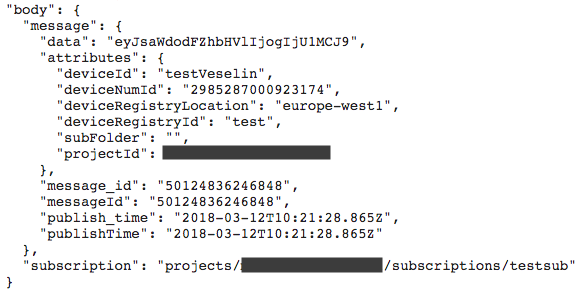 "body": {
"message": {
"data": "eyJsaWdodFZhbHVlIjogIjU1MCJ9",
"attributes": {
"deviceId": "testVeselin",
"deviceNumId": "2985287000923174",
"deviceRegistryLocation": "europe-west1",
"deviceRegistryId": "test",
"subFolder": "",
"projectId":
},
"message_id": "50124836246848",
"messageId": "50124836246848",
"publish_time": "2018-03-12T10:21:28.865Z",
"publishTime": "2018-03-12T10:21:28.865Z"
},
"subscription": "projects/ /subscriptions/testsub"
}